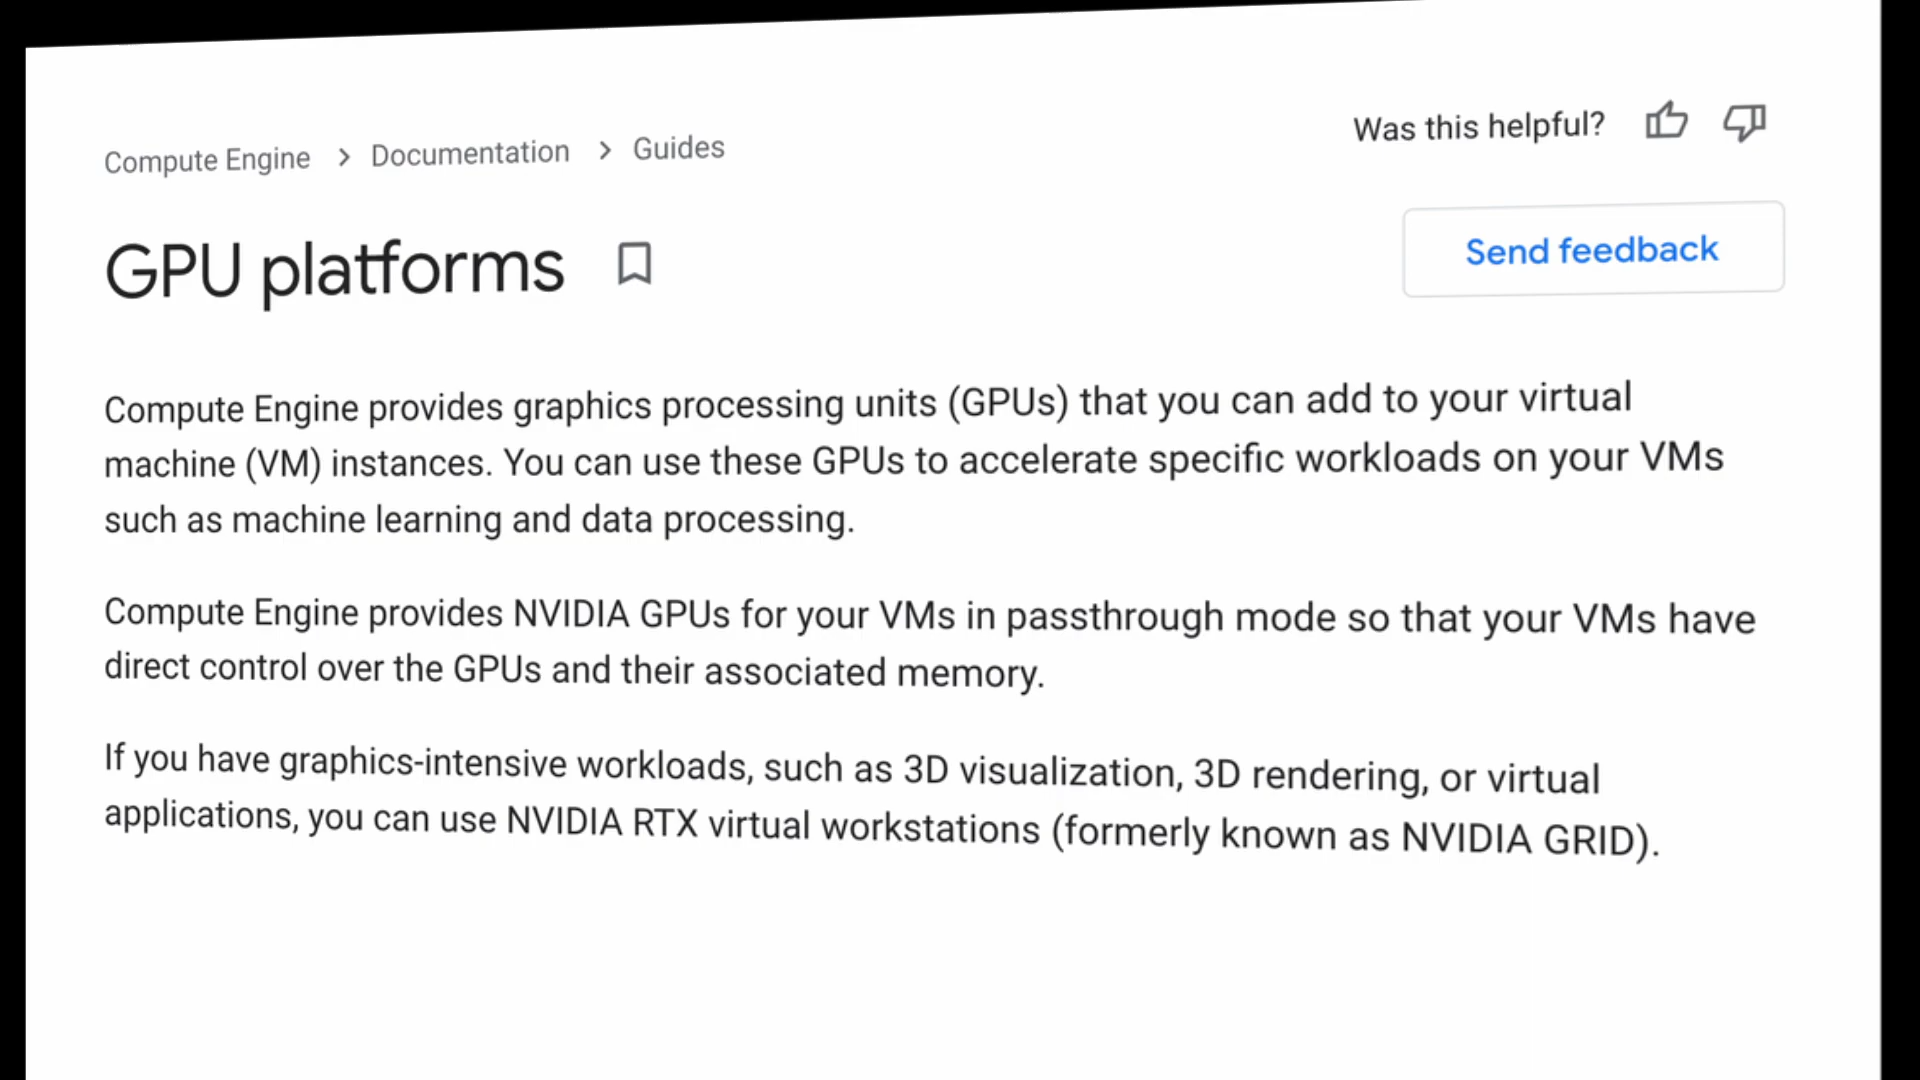 Compute Engine > Documentation > Guides
Was this helpful?
GPU platforms
Send feedback
Compute Engine provides graphics processing units (GPUs) that you can add to your virtual
machine (VM) instances. You can use these GPUs to accelerate specific workloads on your VMs
such as machine learning and data processing.
Compute Engine provides NVIDIA GPUs for your VMs in passthrough mode so that your VMs have
direct control over the GPUs and their associated memory.
If you have graphics-intensive workloads, such as 3D visualization, 3D rendering, or virtual
applications, you can use NVIDIA RTX virtual workstations (formerly known as NVIDIA GRID).